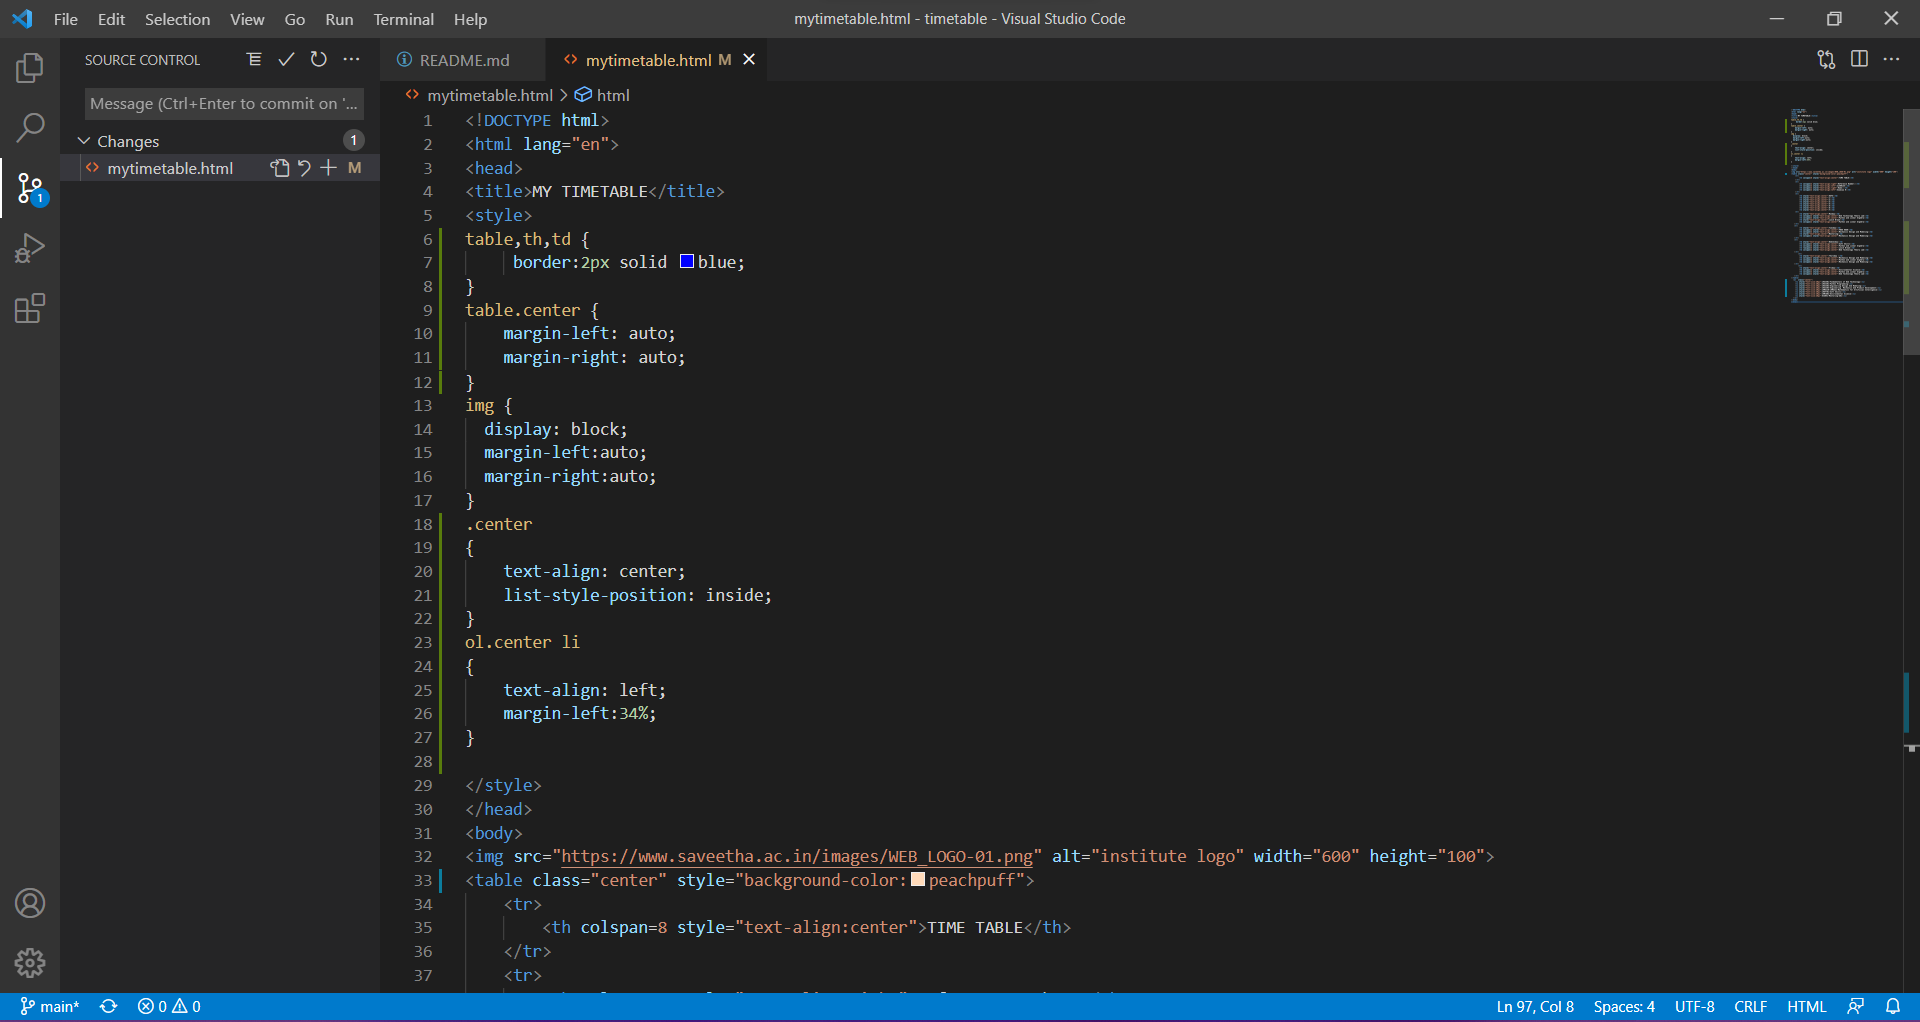 File Edit Selection View Go Run Terminal Help
mytimetable.html - timetable - Visual Studio Code
SOURCE CONTROL
README.md
mytimetable.html M
Message (Ctrl+Enter to commit on '...
mytimetable.html > html
Changes 1
mytimetable.html M
1
1 <!DOCTYPE html>
2 <html lang="en">
3 <head>
4 <title>MY TIMETABLE</title>
5 <style>
6 table,th,td {
7 border:2px solid blue;
8 }
9 table.center {
10 margin-left: auto;
11 margin-right: auto;
12 }
13 img {
14 display: block;
15 margin-left:auto;
16 margin-right:auto;
17 }
18 .center
19 {
20 text-align: center;
21 list-style-position: inside;
22 }
23 ol.center li
24 {
25 text-align: left;
26 margin-left:34%;
27 }
28
29 </style>
30 </head>
31 <body>
32 <img src="https://www.saveetha.ac.in/images/WEB_LOGO-01.png" alt="institute logo" width="600" height="100">
33 <table class="center" style="background-color:peachpuff">
34 <tr>
35 <th colspan=8 style="text-align:center">TIME TABLE</th>
36 </tr>
37 <tr>
main* 0 0
Ln 97, Col 8 Spaces: 4 UTF-8 CRLF HTML